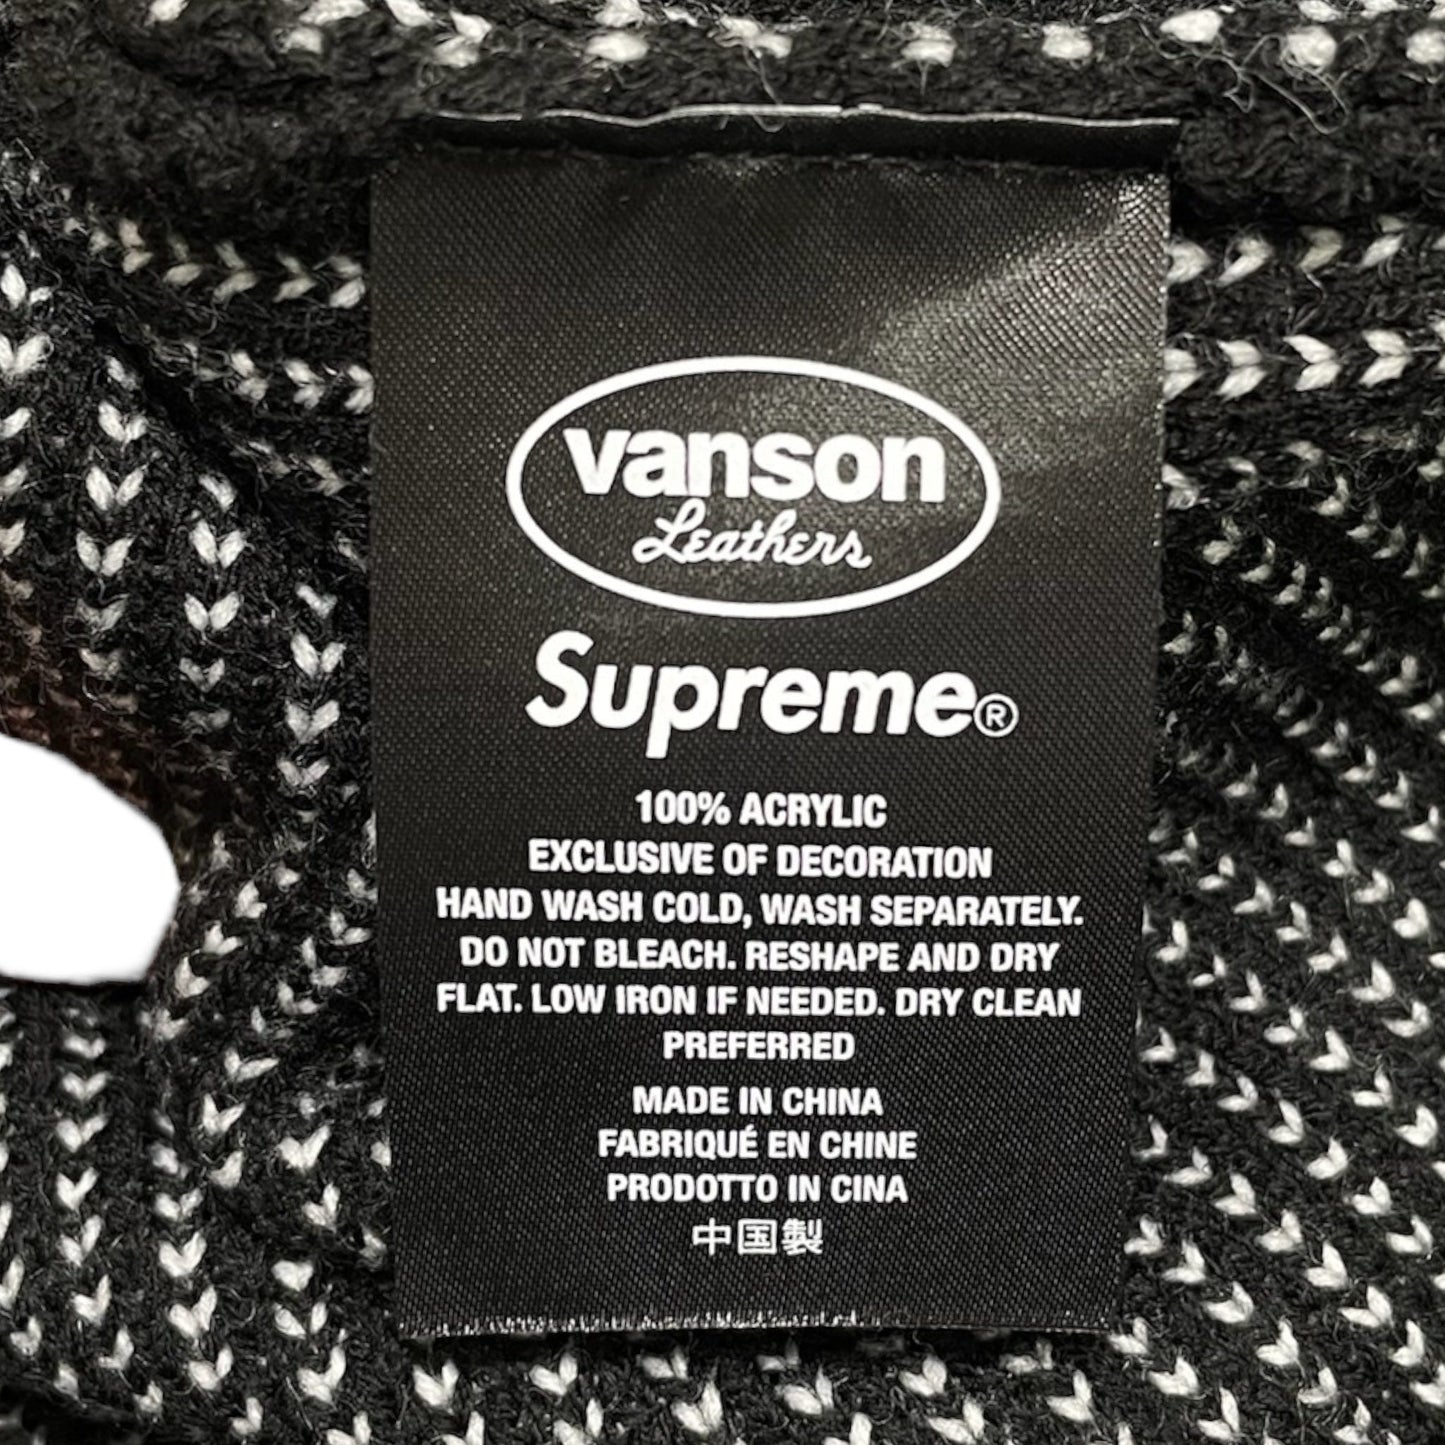 vanson
Leathers
Supreme®
100% ACRYLIC
EXCLUSIVE OF DECORATION
HAND WASH COLD, WASH SEPARATELY.
DO NOT BLEACH. RESHAPE AND DRY
FLAT. LOW IRON IF NEEDED. DRY CLEAN
PREFERRED
MADE IN CHINA
FABRIQUÉ EN CHINE
PRODOTTO IN CINA
中国製